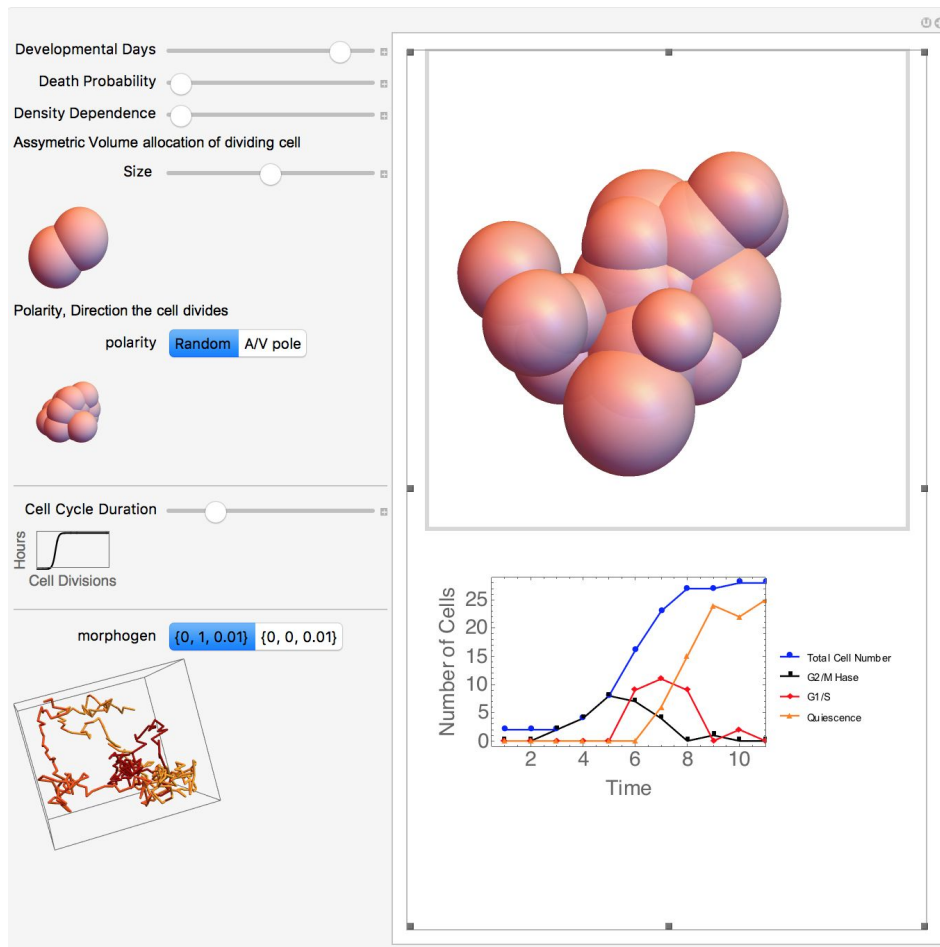 Developmental Days
Death Probability
Density Dependence
Assymetric Volume allocation of dividing cell
Size
Polarity, Direction the cell divides
polarity Random A/V pole
Cell Cycle Duration
Hours
Cell Divisions
morphogen {0, 1, 0.01} {0, 0, 0.01}
Number of Cells
25
20
15
10
5
0
2 4 6 8 10
Time
Total Cell Number
G2/M Hase
G1/S
Quiescence